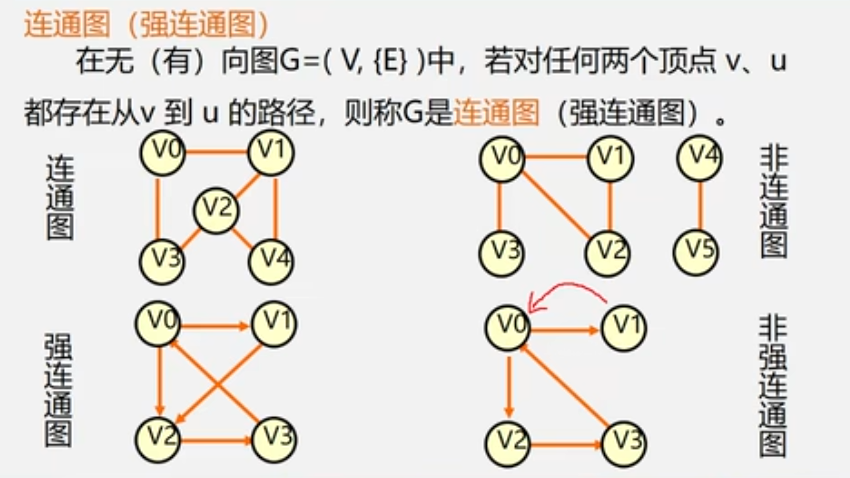 连通图（强连通图）
在无（有）向图G=( V, {E} )中，若对任何两个顶点 v、u
都存在从v 到 u 的路径，则称G是连通图（强连通图）。
连通图
V0
V1
V2
V3
V4
V0
V1
V4
V3
V2
V5
非连通图
强连通图
V0
V1
V2
V3
V0
V1
V2
V3
非强连通图